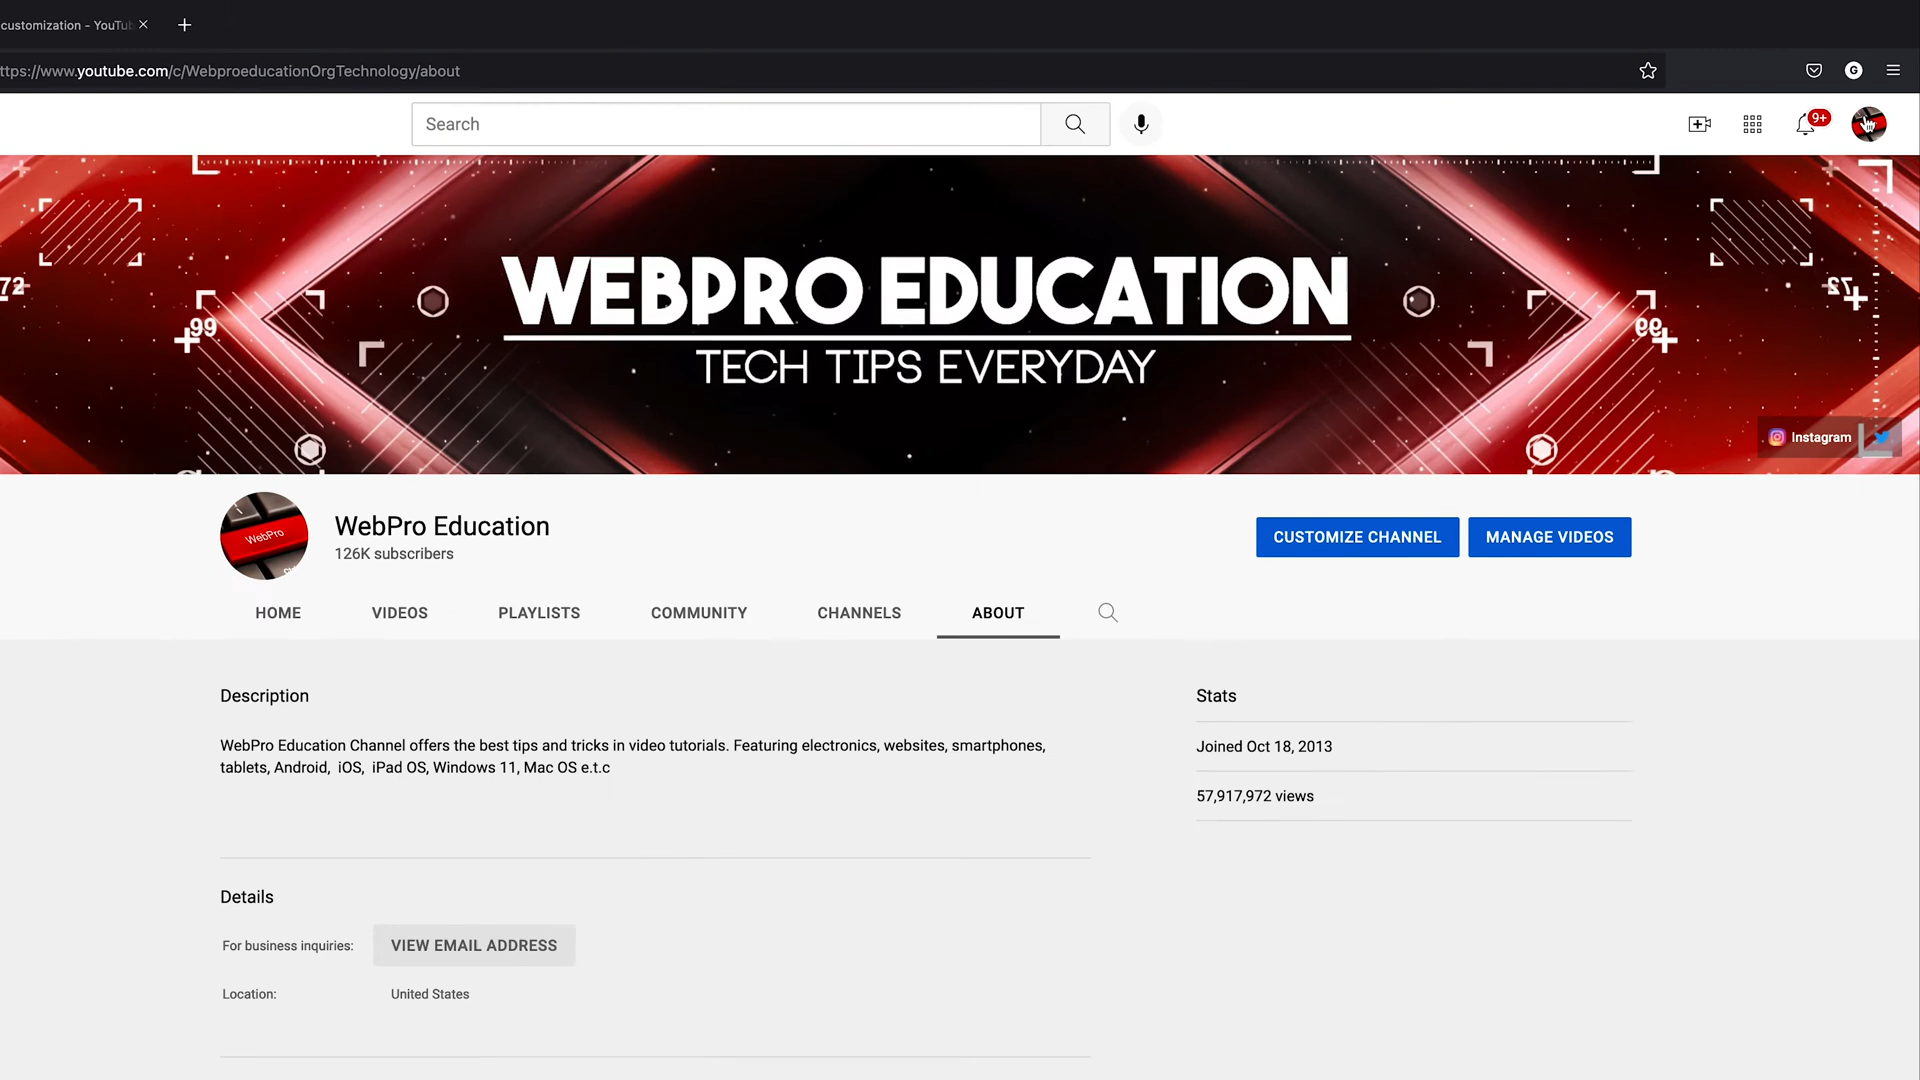 customization - YouTub
ttps://www.youtube.com/c/WebproeducationOrgTechnology/about
G
Search
9+
WEBPRO EDUCATION
TECH TIPS EVERYDAY
72
99
99
72
Instagram
WebPro
WebPro Education
126K subscribers
CUSTOMIZE CHANNEL
MANAGE VIDEOS
HOME
VIDEOS
PLAYLISTS
COMMUNITY
CHANNELS
ABOUT
Description
Stats
WebPro Education Channel offers the best tips and tricks in video tutorials. Featuring electronics, websites, smartphones,
tablets, Android, iOS, iPad OS, Windows 11, Mac OS e.t.c
Joined Oct 18, 2013
57,917,972 views
Details
For business inquiries:
VIEW EMAIL ADDRESS
Location:
United States